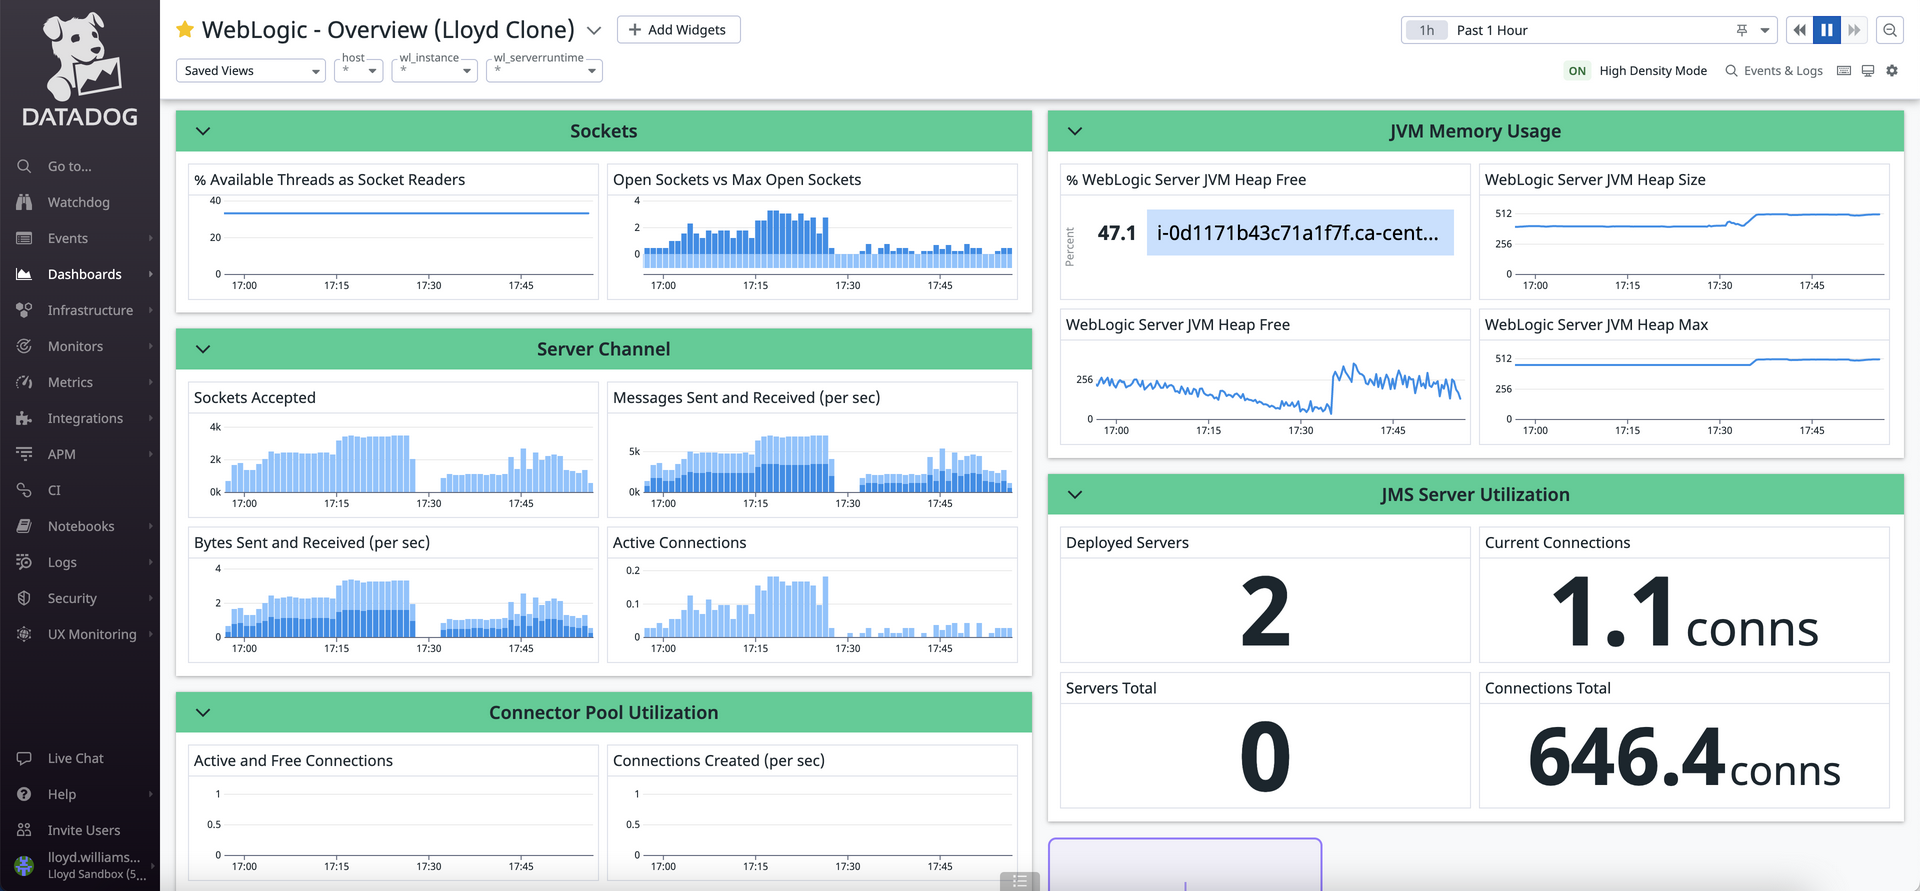 DATADOG
Go to...
Watchdog
Events
Dashboards
Infrastructure
Monitors
Metrics
Integrations
APM
CI
Notebooks
Logs
Security
UX Monitoring
Live Chat
Help
Invite Users
lloyd.williams...
Lloyd Sandbox (5...
WebLogic - Overview (Lloyd Clone)
Add Widgets
1h Past 1 Hour
Saved Views
host
*
wl_instance
*
wl_serverruntime
*
ON High Density Mode
Events & Logs
Sockets
% Available Threads as Socket Readers
40
20
0
17:00 17:15 17:30 17:45
Open Sockets vs Max Open Sockets
4
2
0
17:00 17:15 17:30 17:45
Server Channel
Sockets Accepted
4k
2k
0k
17:00 17:15 17:30 17:45
Messages Sent and Received (per sec)
5k
0k
17:00 17:15 17:30 17:45
Bytes Sent and Received (per sec)
4
2
0
17:00 17:15 17:30 17:45
Active Connections
0.2
0.1
0
17:00 17:15 17:30 17:45
Connector Pool Utilization
Active and Free Connections
1
0.5
0
17:00 17:15 17:30 17:45
Connections Created (per sec)
1
0.5
0
17:00 17:15 17:30 17:45
JVM Memory Usage
% WebLogic Server JVM Heap Free
Percent
47.1 i-0d1171b43c71a1f7f.ca-cent...
WebLogic Server JVM Heap Size
512
256
0
17:00 17:15 17:30 17:45
WebLogic Server JVM Heap Free
256
0
17:00 17:15 17:30 17:45
WebLogic Server JVM Heap Max
512
256
0
17:00 17:15 17:30 17:45
JMS Server Utilization
Deployed Servers
2
Current Connections
1.1 conns
Servers Total
0
Connections Total
646.4 conns